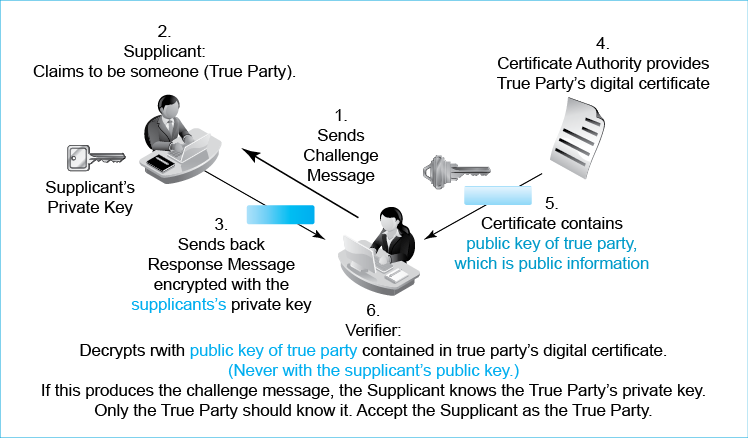 2.
Supplicant:
Claims to be someone (True Party).
4.
Certificate Authority provides
True Party's digital certificate
1.
Sends
Challenge
Message
Supplicant's
Private Key
3.
Sends back
Response Message
encrypted with the
supplicants's private key
5.
Certificate contains
public key of true party,
which is public information
6.
Verifier:
Decrypts rwith public key of true party contained in true party's digital certificate.
(Never with the supplicant's public key.)
If this produces the challenge message, the Supplicant knows the True Party's private key.
Only the True Party should know it. Accept the Supplicant as the True Party.